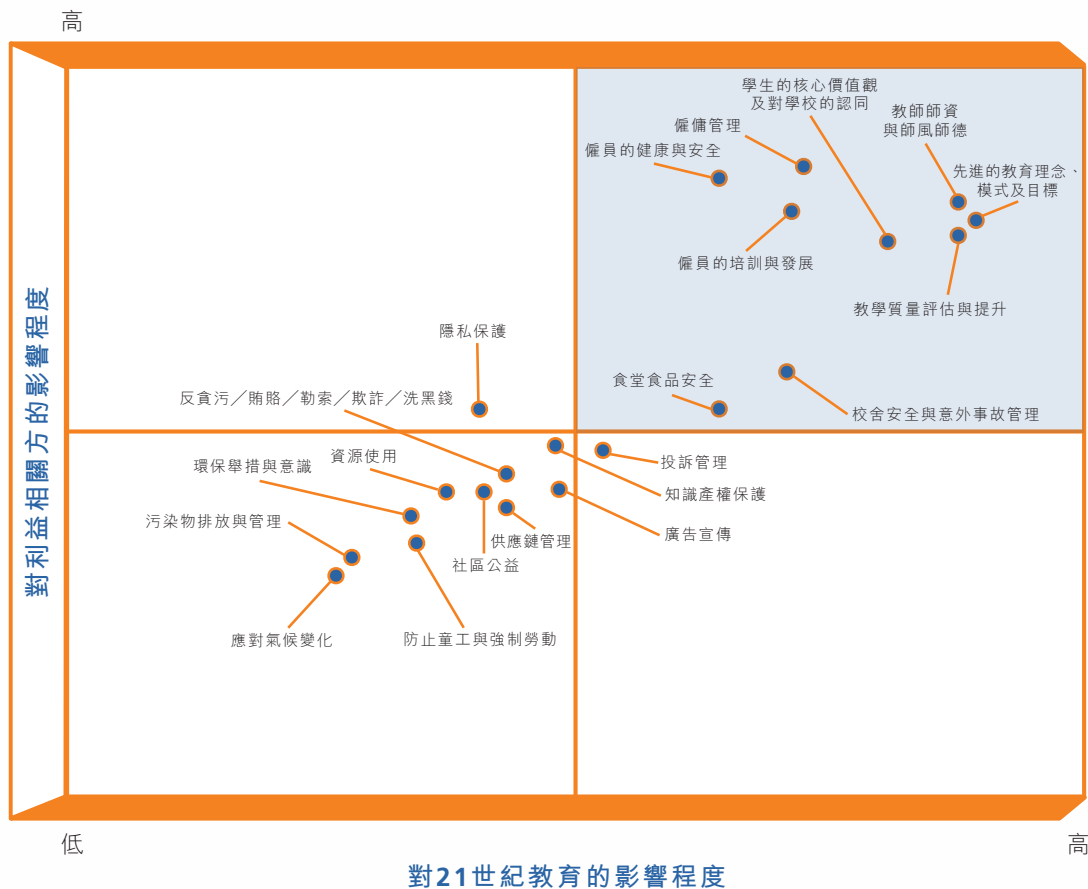 高
學生的核心價值觀
及對學校的認同
教師師資
與師風師德
僱傭管理
僱員的健康與安全
先進的教育理念、
模式及目標
僱員的培訓與發展
教學質量評估與提升
隱私保護
食堂食品安全
反貪污／賄賂／勒索／欺詐／洗黑錢
校舍安全與意外事故管理
對利益相關方的影響程度
資源使用
投訴管理
環保舉措與意識
知識產權保護
污染物排放與管理
廣告宣傳
供應鏈管理
社區公益
應對氣候變化
防止童工與強制勞動
低
高
對21世紀教育的影響程度